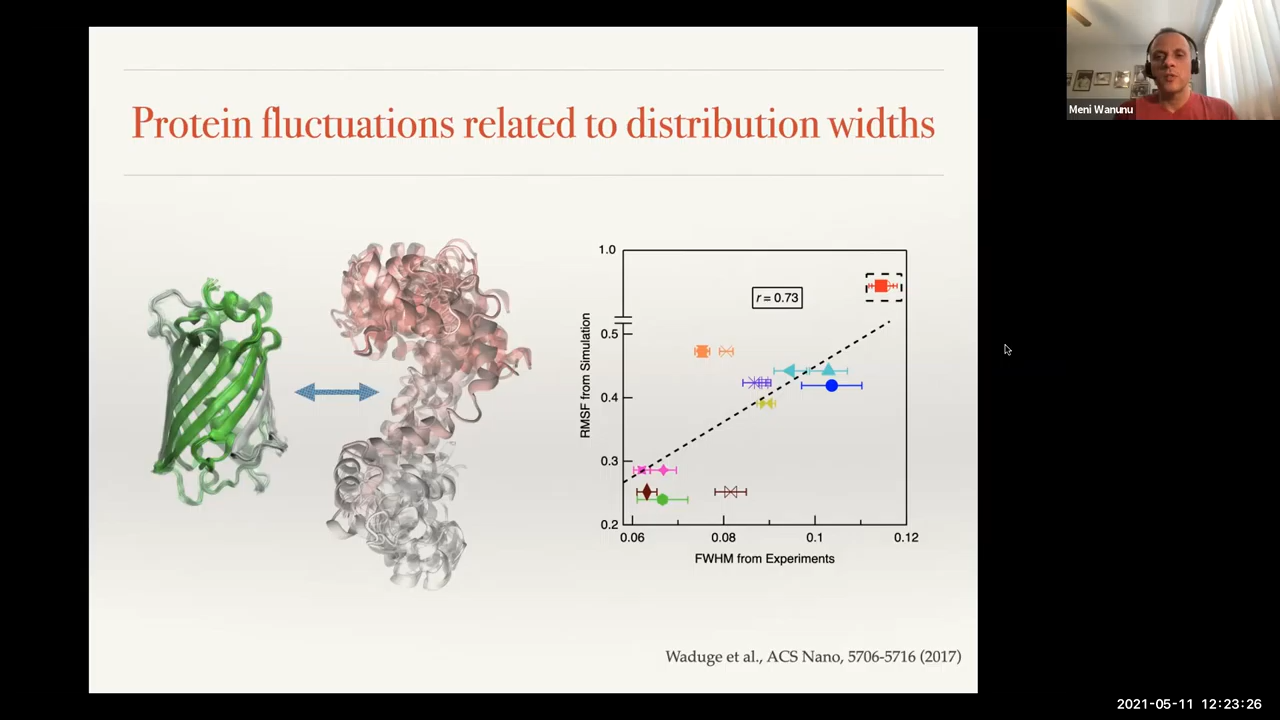 Protein fluctuations related to distribution widths
Meni Wanunu
1.0
r = 0.73
0.5
0.4
0.3
0.2
RMSF from Simulation
0.06
0.08
0.1
0.12
FWHM from Experiments
Waduge et al., ACS Nano, 5706-5716 (2017)
2021-05-11 12:23:26